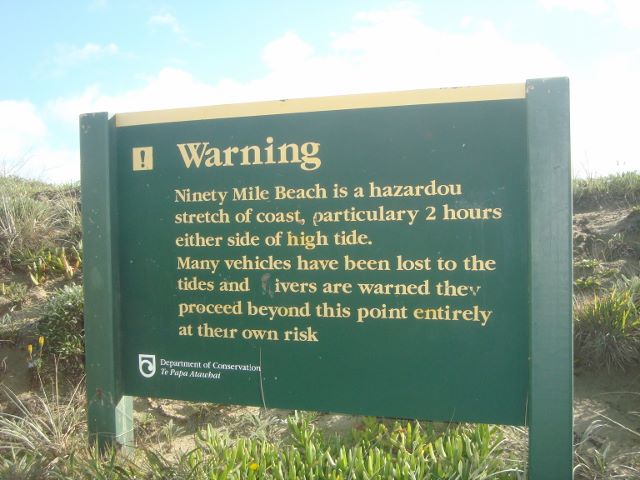 !
Warning
Ninety Mile Beach is a hazardou
stretch of coast, particulary 2 hours
either side of high tide.
Many vehicles have been lost to the
tides and ivers are warned they
proceed beyond this point entirely
at their own risk
Department of Conservation
Te Papa Atawhai